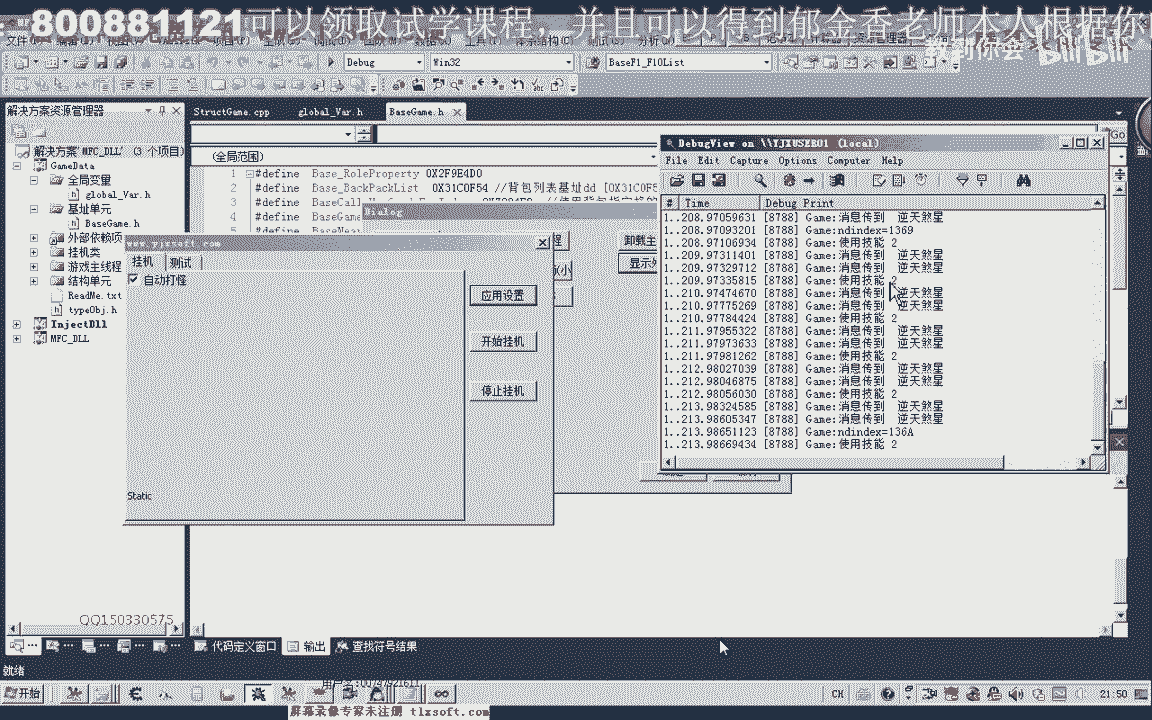 800881121可以领取试学课程，并且可以得到郁金香老师本人根据你
教到你会 bilibili
Debug
Win32
BaseF1_F10List
解决方案资源管理器
StructGame.cpp
global_Var.h
BaseGame.h
解决方案'MFC_DLL' (3 个项目)
GameData
全局变量
global_Var.h
基址单元
BaseGame.h
外部依赖项
挂机类
游戏主线程
结构单元
ReadMe.txt
typeObj.h
InjectDll
MFC_DLL
(全局范围)
1 #define Base_RoleProperty 0X2F9E4D0
2 #define Base_BackPackList 0X31C0F54 //背包列表基址dd [0X31C0F5
3 #define
4 #define
5 #define
Dialog
www.yjxsoft.com
挂机
测试
自动打怪
应用设置
开始挂机
停止挂机
Static
卸载主
显示外
DebugView on \\YJXUSER01 (local)
File Edit Capture Options Computer Help
# Time Debug Print
1..208.97059631 [8788] Game:消息传到 逆天煞星
1..209.97093201 [8788] Game:ndindex=1369
1..208.97106934 [8788] Game:使用技能 2
1..209.97311401 [8788] Game:消息传到 逆天煞星
1..209.97329712 [8788] Game:消息传到 逆天煞星
1..209.97335815 [8788] Game:使用技能 2
1..210.97474670 [8788] Game:消息传到 逆天煞星
1..210.97775269 [8788] Game:消息传到 逆天煞星
1..210.97784424 [8788] Game:使用技能 2
1..211.97955322 [8788] Game:消息传到 逆天煞星
1..211.97973633 [8788] Game:消息传到 逆天煞星
1..211.97981262 [8788] Game:使用技能 2
1..212.98027039 [8788] Game:消息传到 逆天煞星
1..212.98046875 [8788] Game:消息传到 逆天煞星
1..212.98056030 [8788] Game:使用技能 2
1..213.98324585 [8788] Game:消息传到 逆天煞星
1..213.98605347 [8788] Game:消息传到 逆天煞星
1..213.98651123 [8788] Game:ndindex=136A
1..213.98669434 [8788] Game:使用技能 2
QQ150330575
代码定义窗口
输出
查找符号结果
就绪
开始
CH
21:50
屏幕录像专家未注册 tlxsoft.com